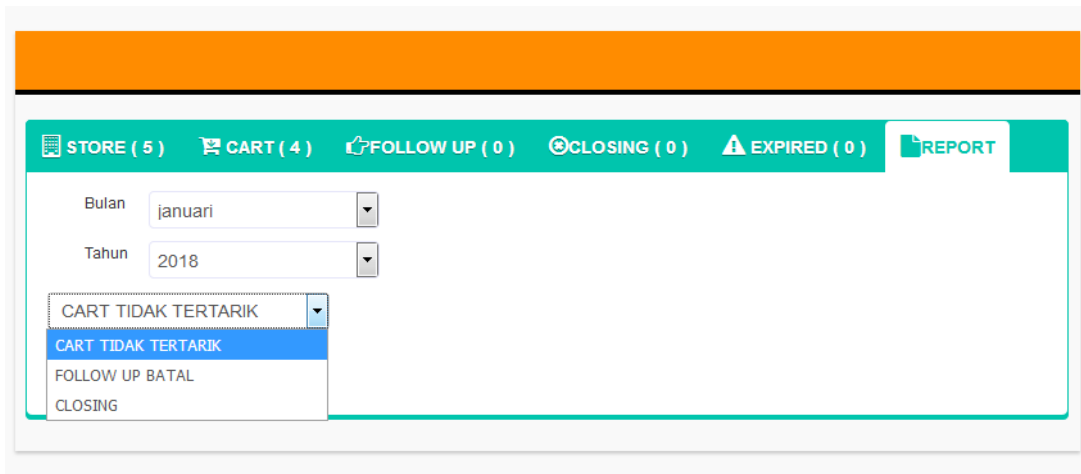 STORE ( 5 ) CART ( 4 ) FOLLOW UP ( 0 ) CLOSING ( 0 ) EXPIRED ( 0 ) REPORT
Bulan januari
Tahun 2018
CART TIDAK TERTARIK
CART TIDAK TERTARIK
FOLLOW UP BATAL
CLOSING